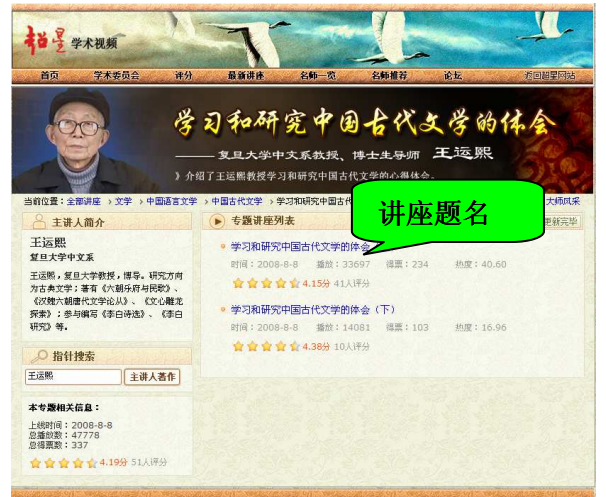 超星 学术视频
首页 学术委员会 评分 最新讲座 名师一览 名师推荐 论坛 返回超星网站
学习和研究中国古代文学的体会
—— 复旦大学中文系教授、博士生导师 王运熙
》介绍了王运熙教授学习和研究中国古代文学的心得体会。
当前位置：全部讲座 > 文学 > 中国语言文学 > 中国古代文学 > 学习和研究中国古代
大师风采
讲座题名
主讲人简介
王运熙
复旦大学中文系
王运熙，复旦大学教授，博导。研究方向
为古典文学；著有《六朝乐府与民歌》、
《汉魏六朝唐代文学论丛》、《文心雕龙
探索》；参与编写《李白诗选》、《李白
研究》等。
指针搜索
王运熙 主讲人著作
本专题相关信息：
上线时间：2008-8-8
总播放数：47778
总得票数：337
4.19分 51人评分
专题讲座列表
更新完毕
学习和研究中国古代文学的体会
时间：2008-8-8 播放：33697 得票：234 热度：40.60
4.15分 41人评分
学习和研究中国古代文学的体会（下）
时间：2008-8-8 播放：14081 得票：103 热度：16.96
4.38分 10人评分